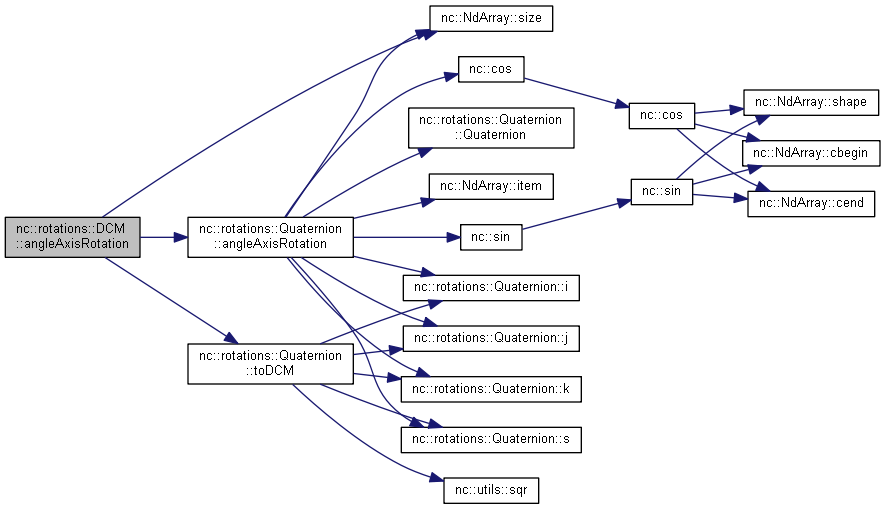 nc::rotations::DCM
::angleAxisRotation
nc::rotations::Quaternion
::angleAxisRotation
nc::rotations::Quaternion
::toDCM
nc::NdArray::size
nc::cos
nc::rotations::Quaternion
::Quaternion
nc::NdArray::item
nc::sin
nc::rotations::Quaternion::i
nc::rotations::Quaternion::j
nc::rotations::Quaternion::k
nc::rotations::Quaternion::s
nc::utils::sqr
nc::cos
nc::sin
nc::NdArray::shape
nc::NdArray::cbegin
nc::NdArray::cend